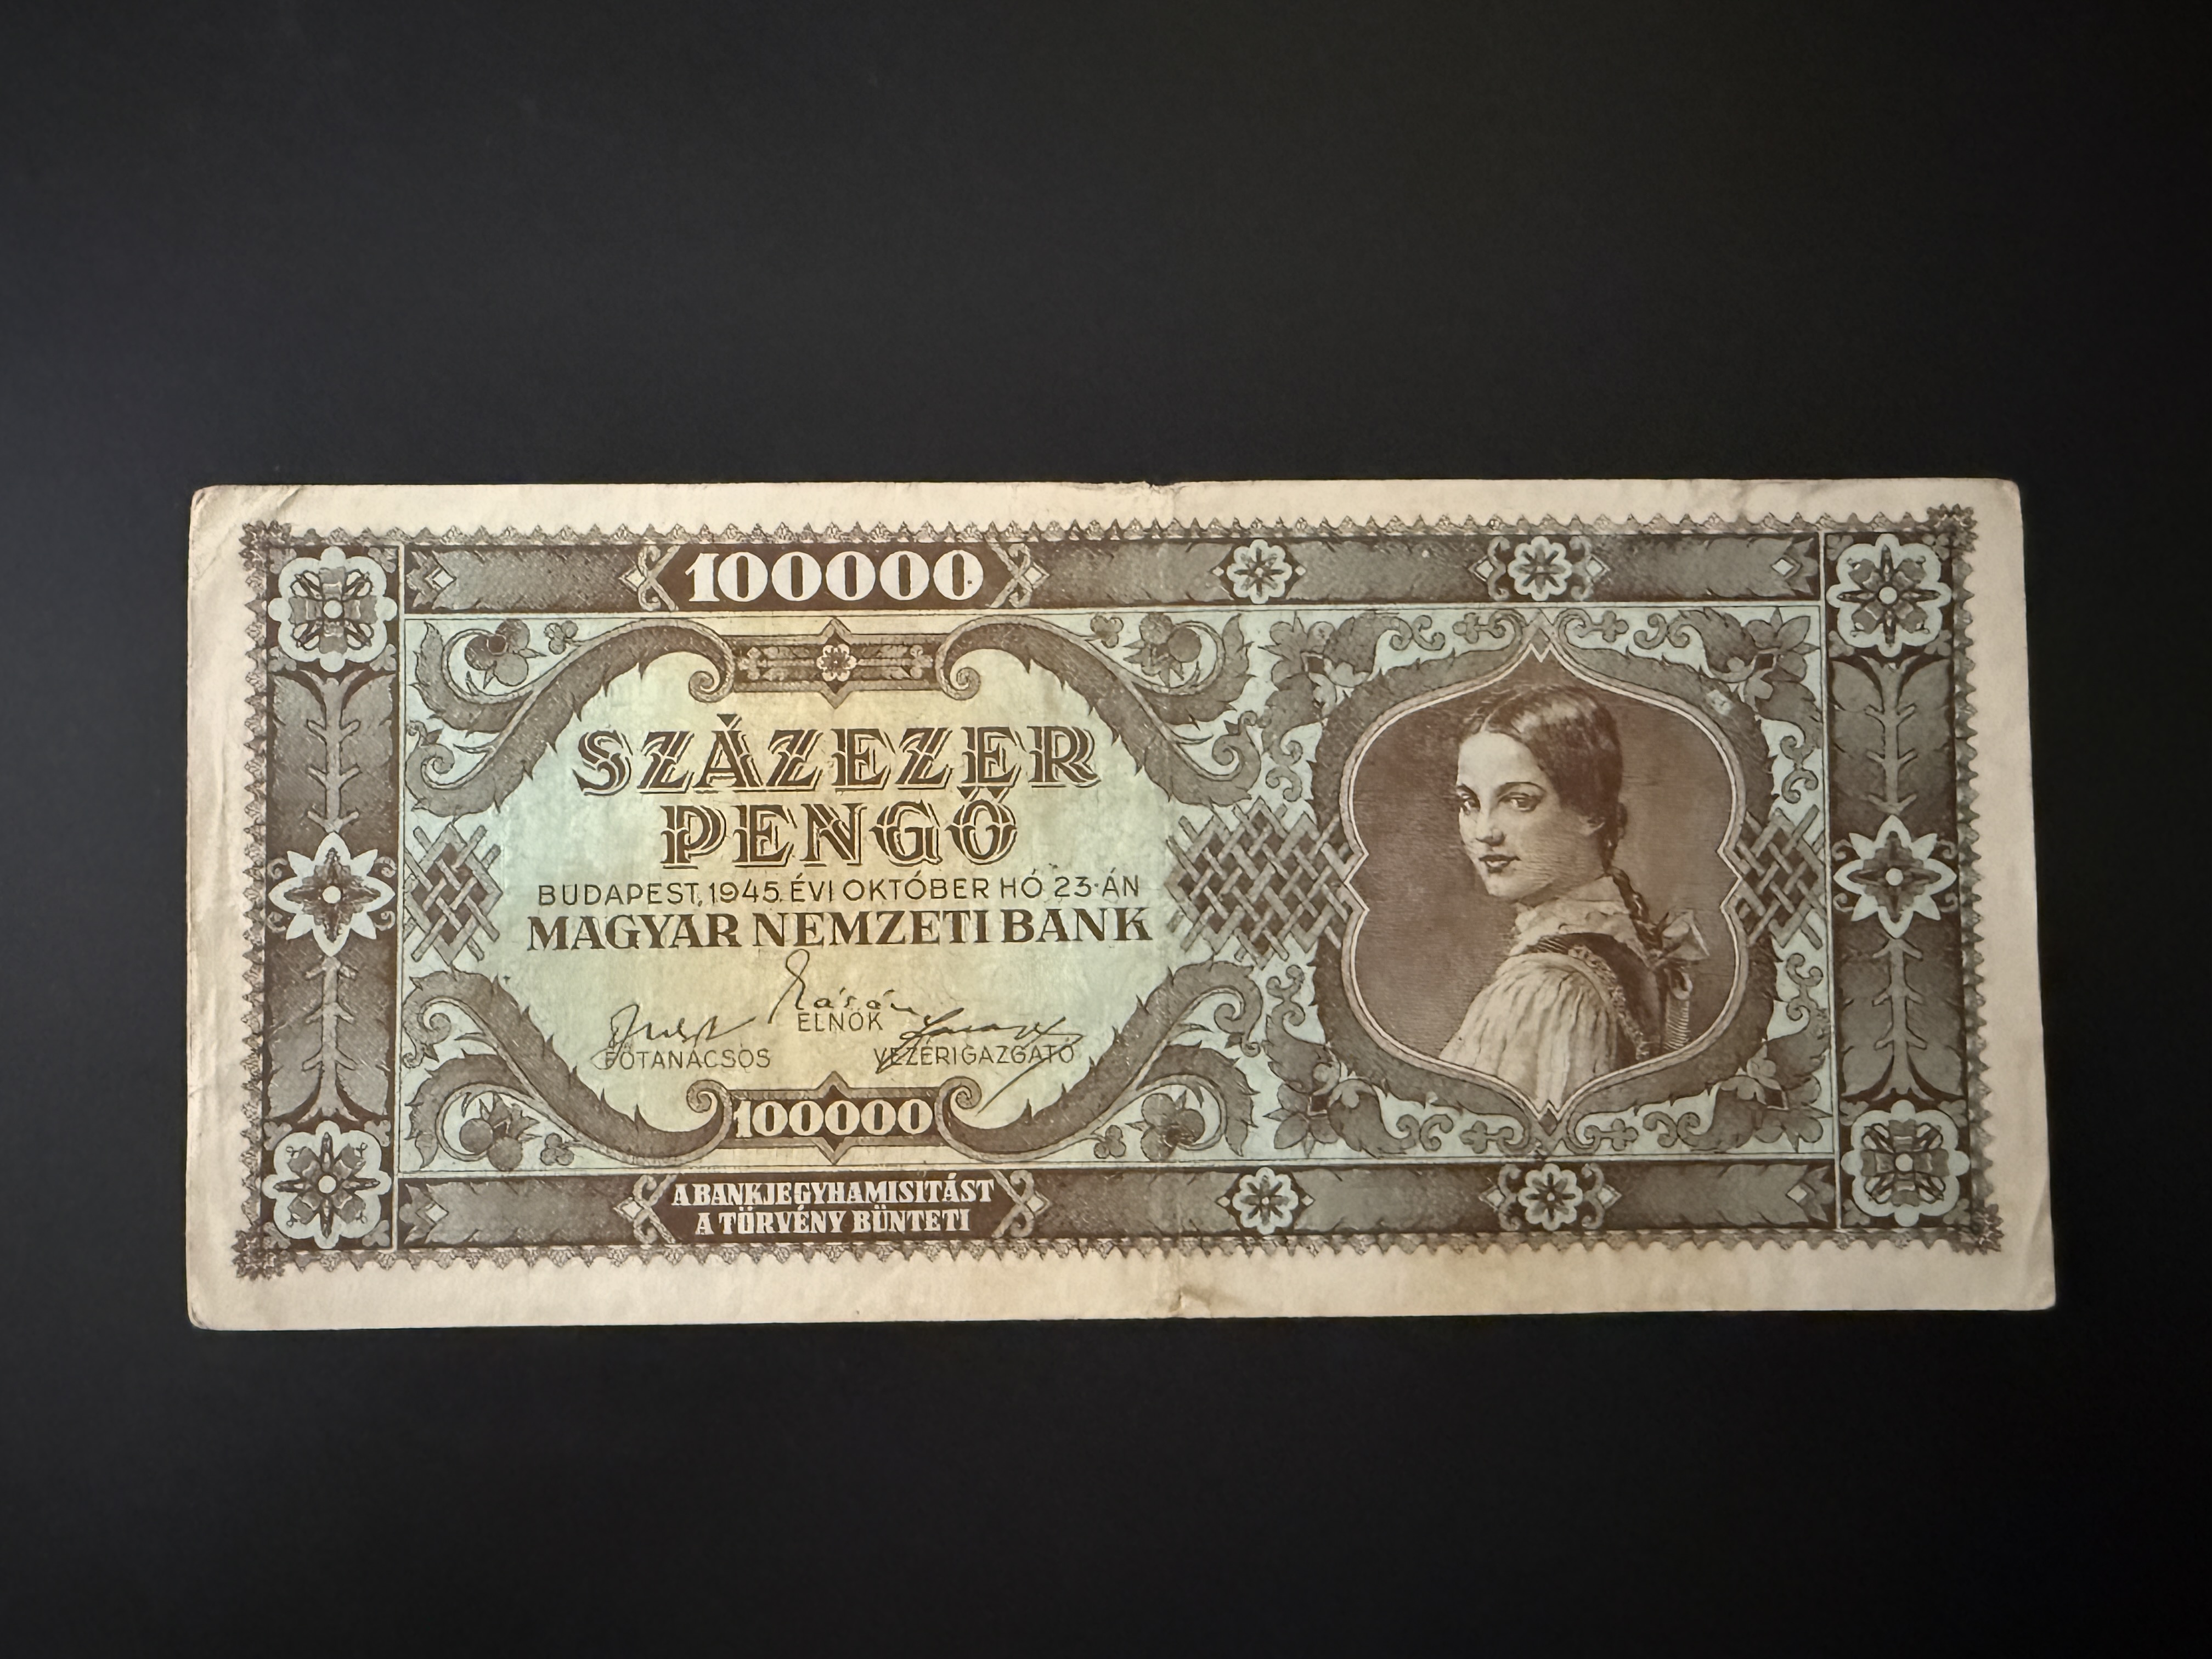 100000
SZÁZEZER
PENGŐ
BUDAPEST, 1945. ÉVI OKTÓBER HÓ 23-ÁN
MAGYAR NEMZETI BANK
ELNÖK
FŐTANÁCSOS VEZÉRIGAZGATÓ
100000
A BANKJEGYHAMISÍTÁST
A TÖRVÉNY BÜNTETI